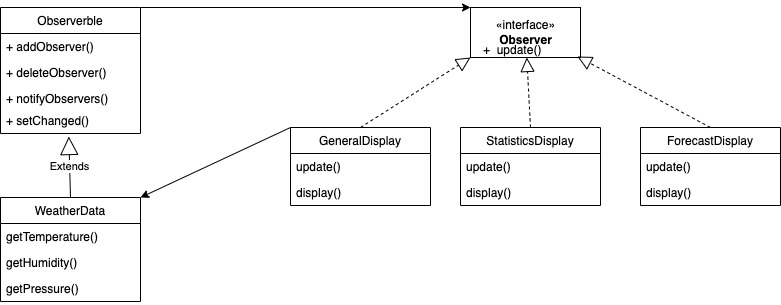 Observerble
+ addObserver()
+ deleteObserver()
+ notifyObservers()
+ setChanged()
«interface»
Observer
+ update()
Extends
GeneralDisplay
update()
display()
StatisticsDisplay
update()
display()
ForecastDisplay
update()
display()
WeatherData
getTemperature()
getHumidity()
getPressure()